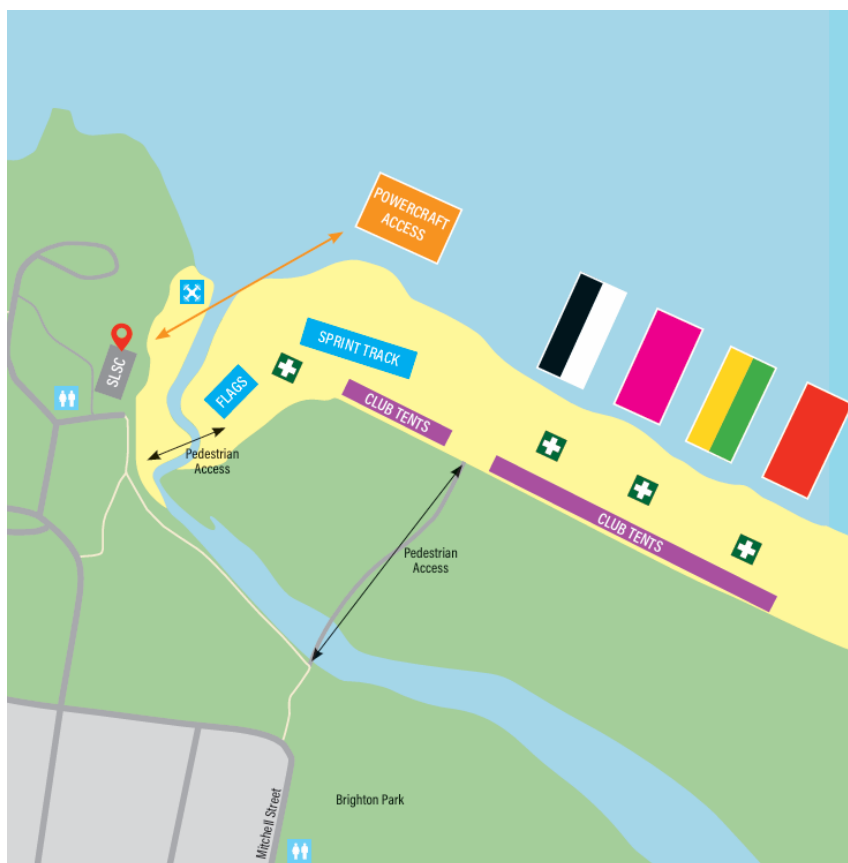 POWERCRAFT
ACCESS
SPRINT TRACK
SLSC
FLAGS
CLUB TENTS
Pedestrian
Access
CLUB TENTS
Pedestrian
Access
Brighton Park
Mitchell Street